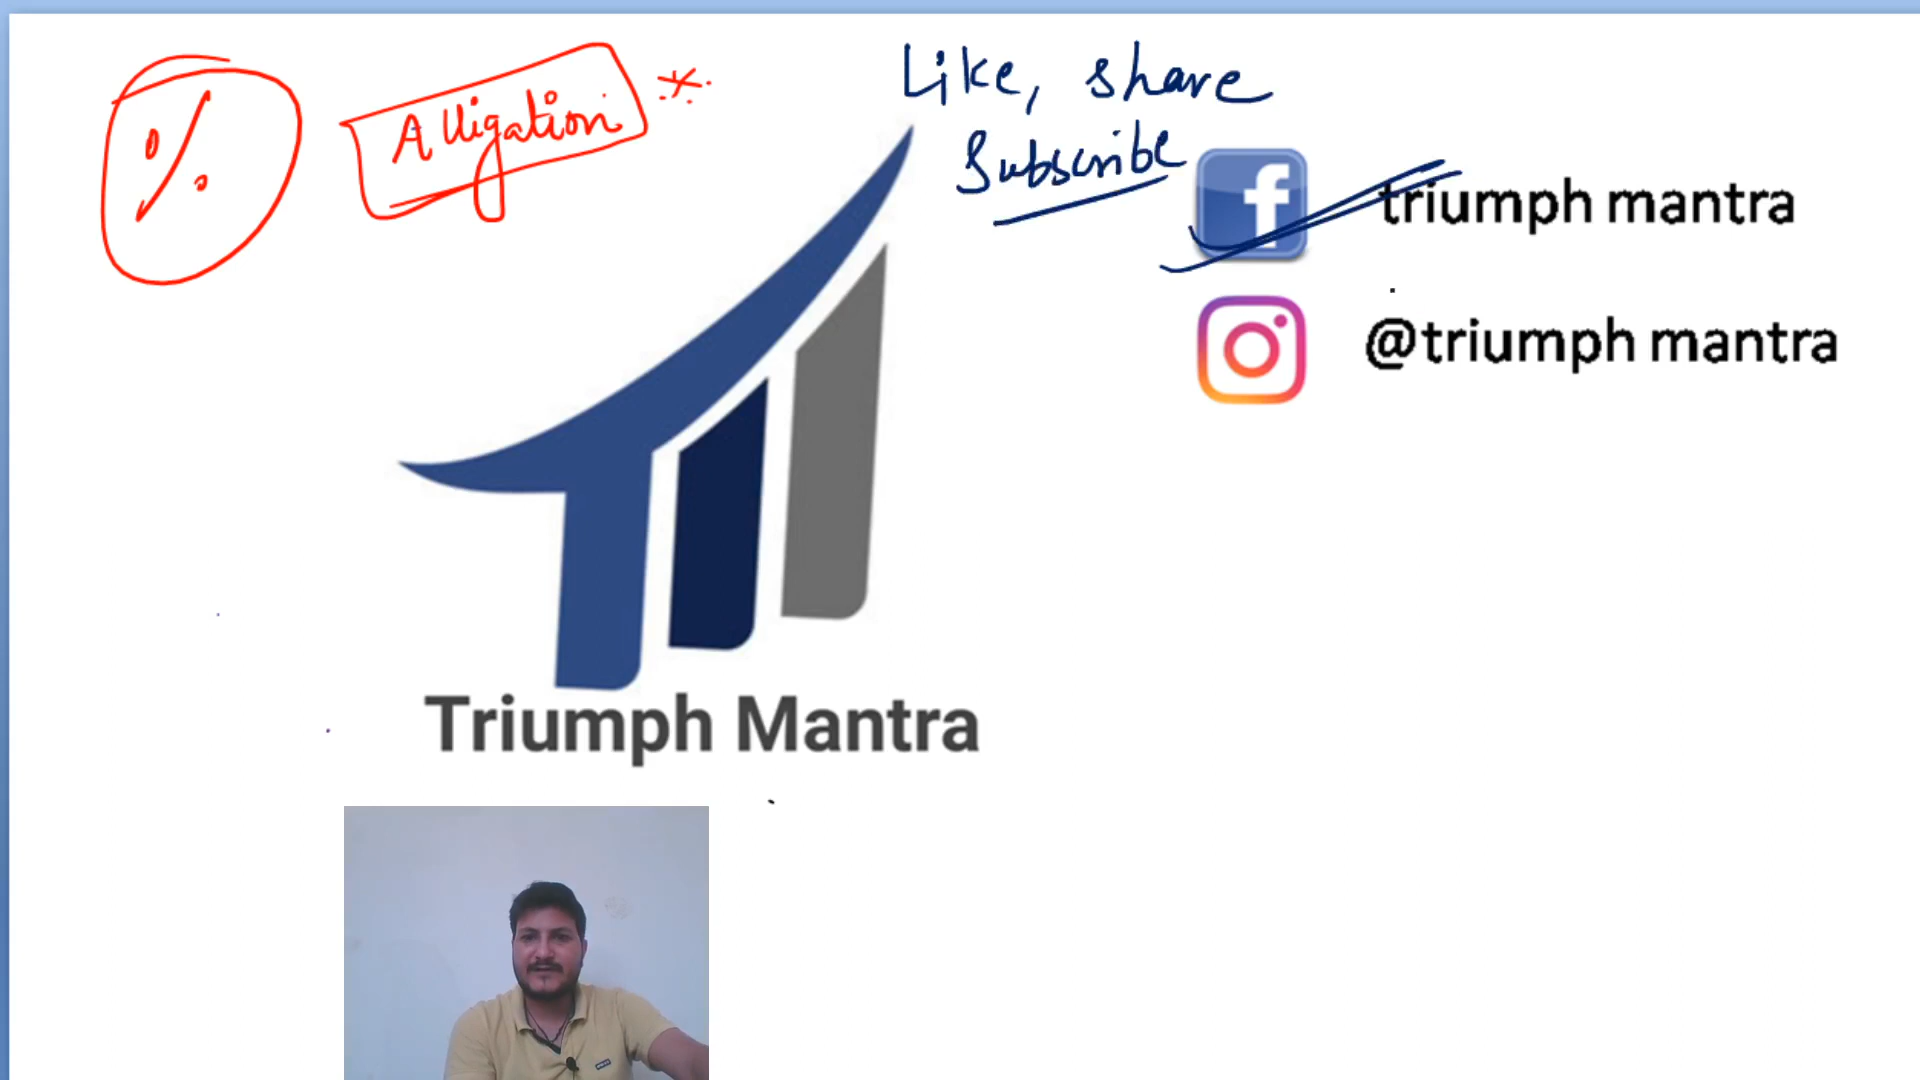 %
Alligation
Like, share
Subscribe
triumph mantra
@triumph mantra
Triumph Mantra